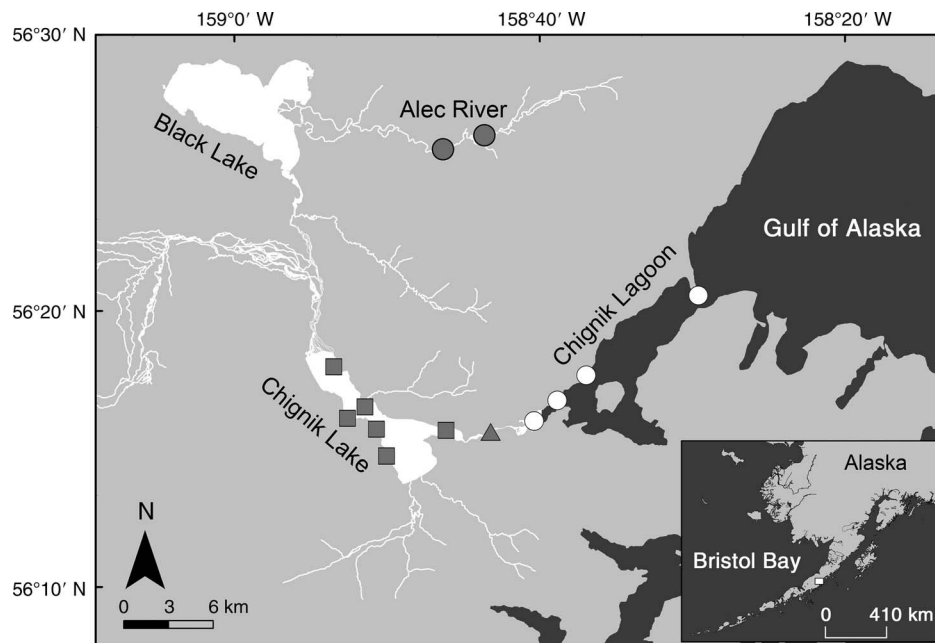 159°0′ W
158°40′ W
158°20′ W
56°30′ N
56°20′ N
56°10′ N
Alec River
Black Lake
Gulf of Alaska
Chignik Lagoon
Chignik Lake
N
0 3 6 km
Alaska
Bristol Bay
0 410 km